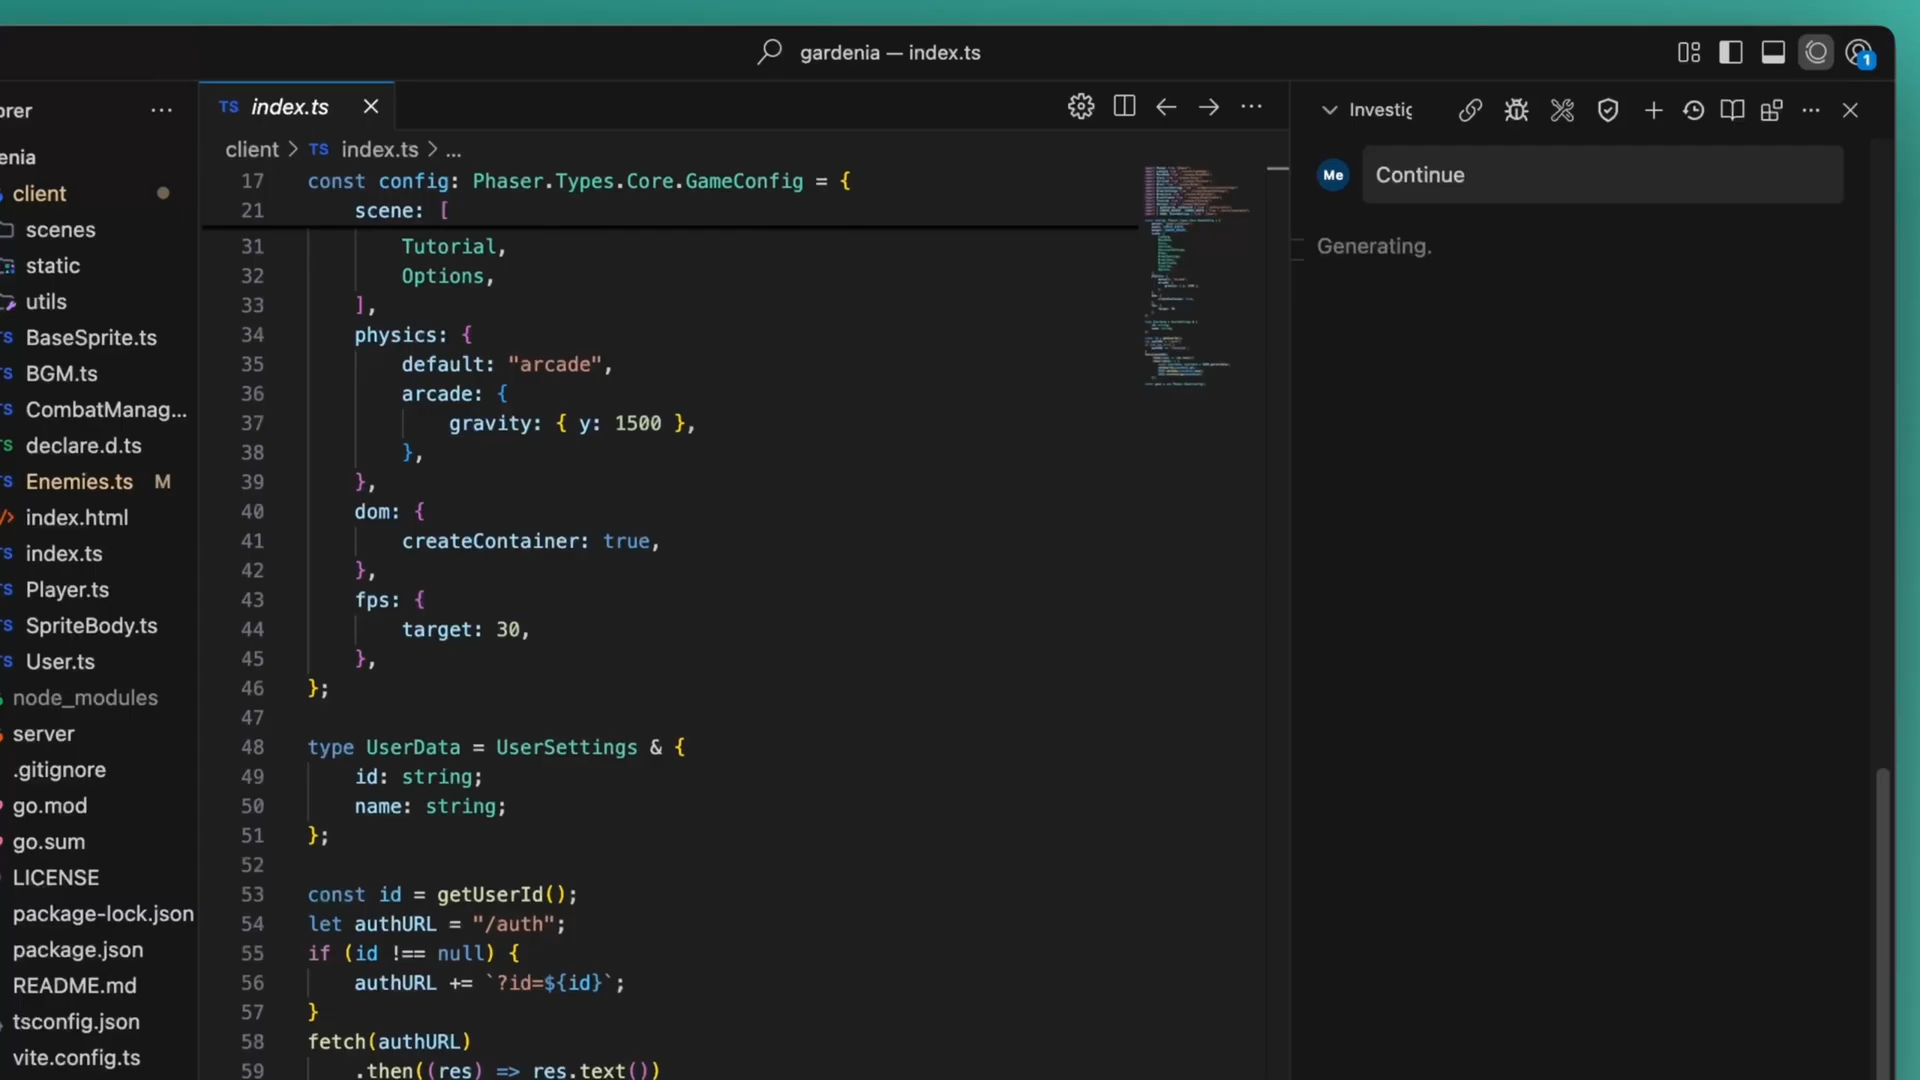 gardenia — index.ts
1
orer
enia
client
scenes
static
utils
BaseSprite.ts
BGM.ts
CombatManag...
declare.d.ts
Enemies.ts M
index.html
index.ts
Player.ts
SpriteBody.ts
User.ts
node_modules
server
.gitignore
go.mod
go.sum
LICENSE
package-lock.json
package.json
README.md
tsconfig.json
vite.config.ts
TS index.ts
client > TS index.ts > ...
17 const config: Phaser.Types.Core.GameConfig = {
21 scene: [
31 Tutorial,
32 Options,
33 ],
34 physics: {
35 default: "arcade",
36 arcade: {
37 gravity: { y: 1500 },
38 },
39 },
40 dom: {
41 createContainer: true,
42 },
43 fps: {
44 target: 30,
45 },
46 };
47
48 type UserData = UserSettings & {
49 id: string;
50 name: string;
51 };
52
53 const id = getUserId();
54 let authURL = "/auth";
55 if (id !== null) {
56 authURL += `?id=${id}`;
57 }
58 fetch(authURL)
59 .then((res) => res.text())
Investig
Me Continue
Generating.